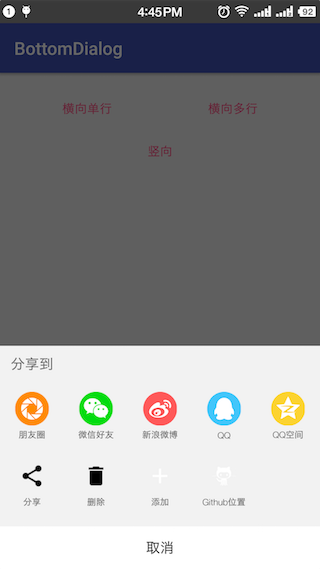 1 4:45PM 92
BottomDialog
横向单行 横向多行
竖向
分享到
朋友圈 微信好友 新浪微博 QQ QQ空间
分享 删除 添加 Github位置
取消